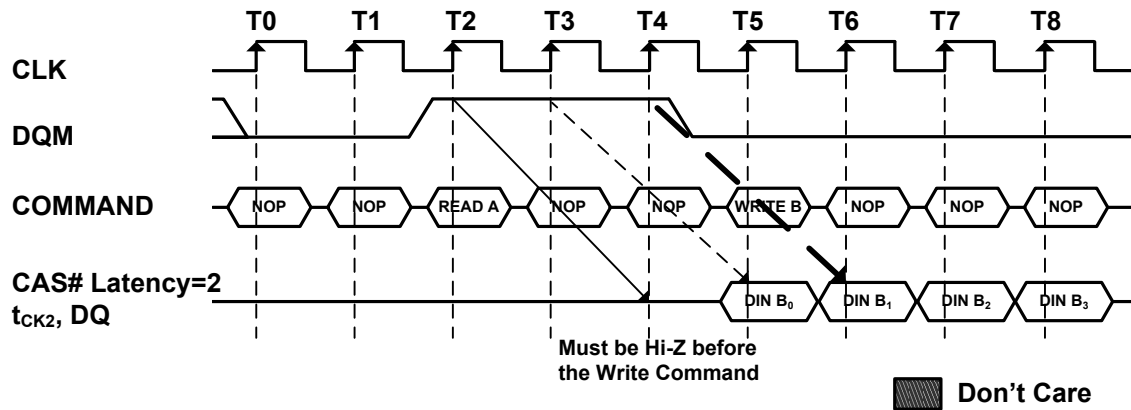 T0 T1 T2 T3 T4 T5 T6 T7 T8
CLK
DQM
COMMAND NOP NOP READ A NOP NOP WRITE B NOP NOP NOP
CAS# Latency=2
tCK2, DQ DIN B0 DIN B1 DIN B2 DIN B3
Must be Hi-Z before
the Write Command
Don't Care